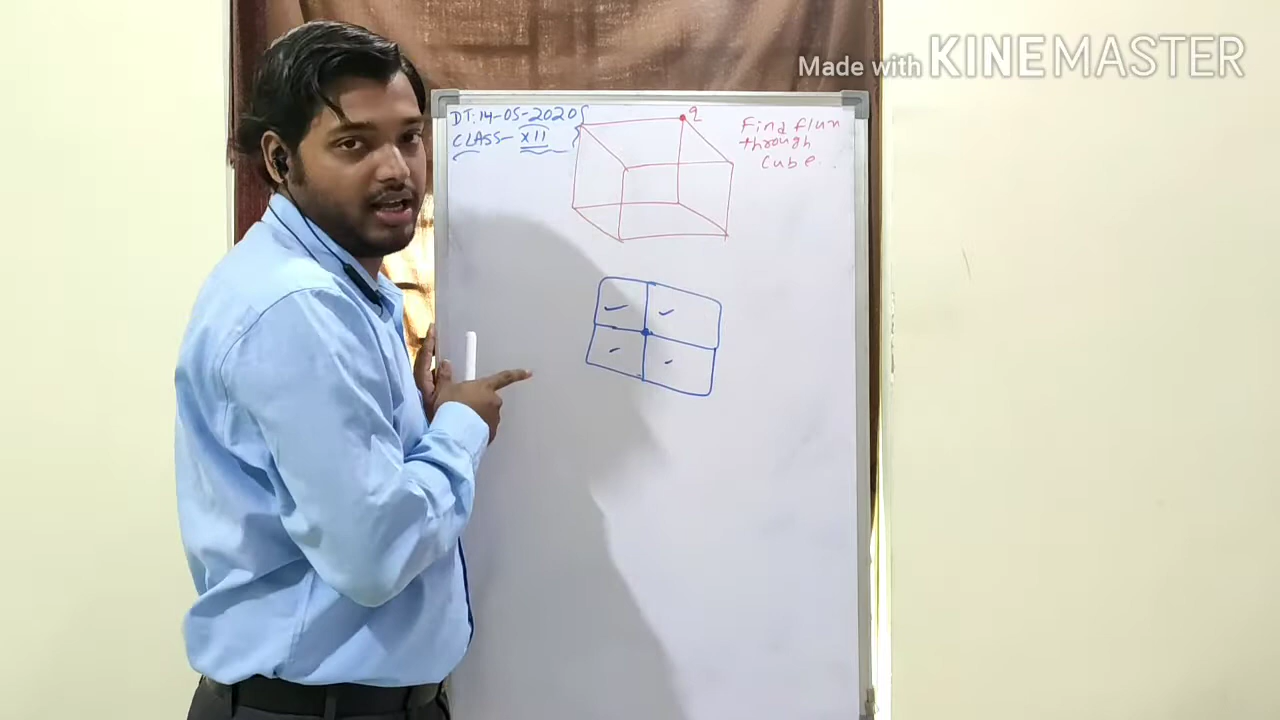 Made with KINEMASTER
DT:14-05-2020
CLASS- XII
q
Find flux
through
Cube.